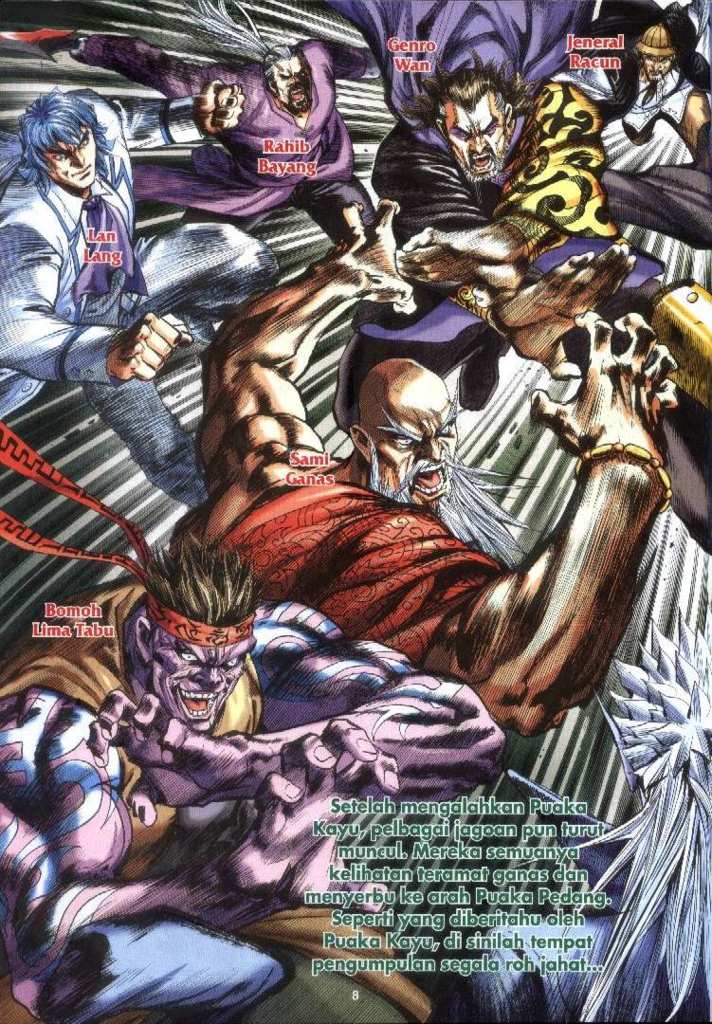 Genro
Wan
Jeneral
Racun
Rahib
Bayang
Lan
Lang
Sami
Ganas
Bomoh
Lima Tabu
Setelah mengalahkan Puaka
Kayu, pelbagai jagoan pun turut
muncul. Mereka semuanya
kelihatan teramat ganas dan
menyerbu ke arah Puaka Pedang.
Seperti yang diberitahu oleh
Puaka Kayu, di sinilah tempat
pengumpulan segala roh jahat...
8